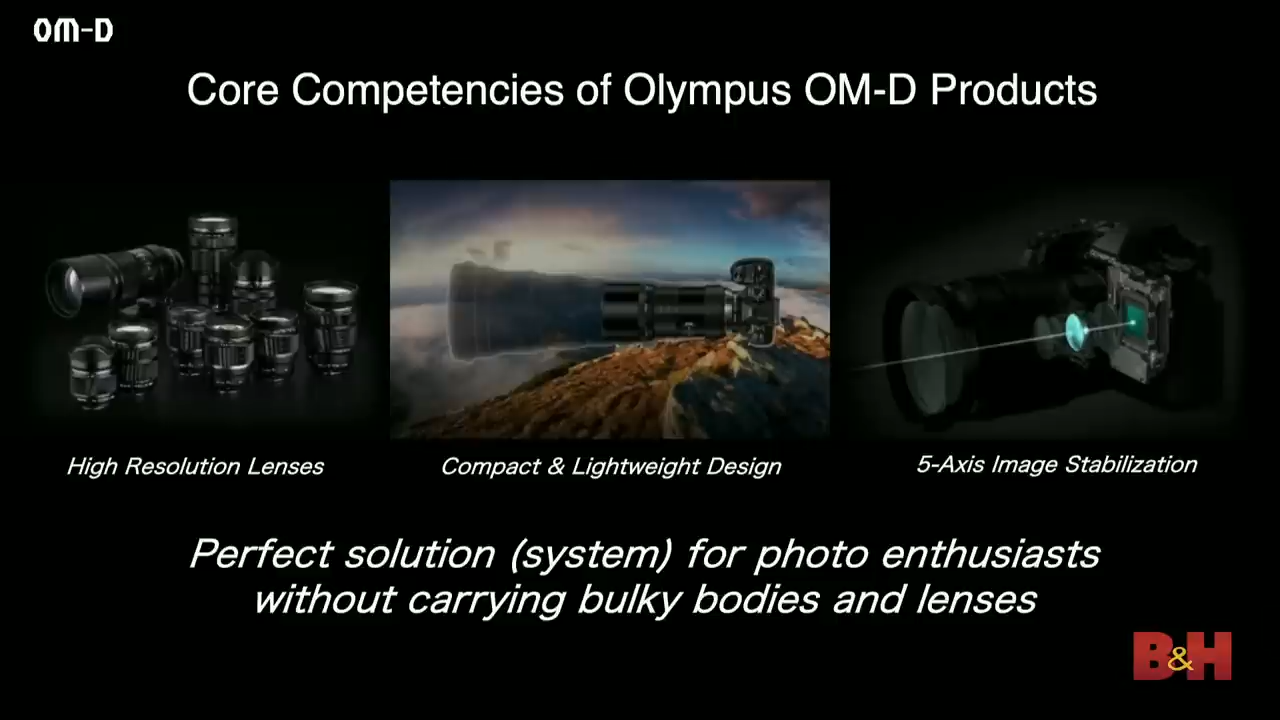 OM-D
Core Competencies of Olympus OM-D Products
High Resolution Lenses
Compact & Lightweight Design
5-Axis Image Stabilization
Perfect solution (system) for photo enthusiasts
without carrying bulky bodies and lenses
B&H